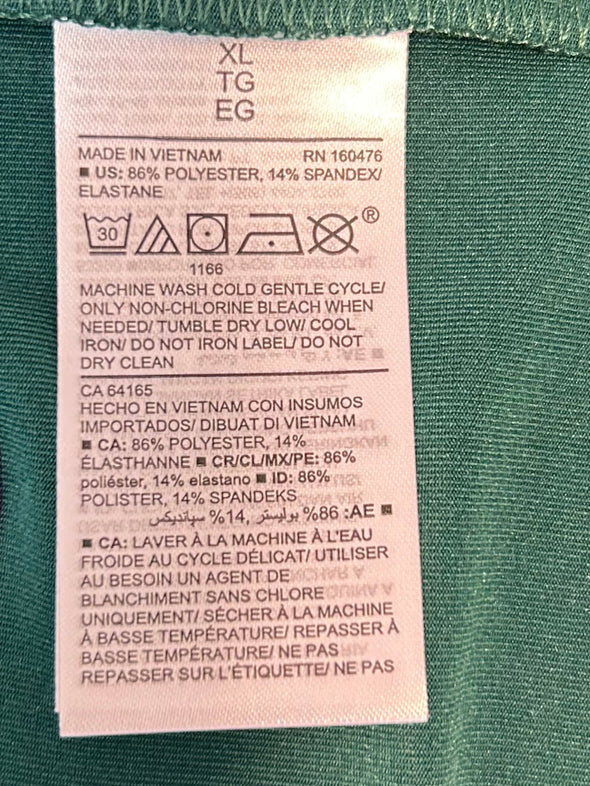 XL
TG
EG
MADE IN VIETNAM RN 160476
■ US: 86% POLYESTER, 14% SPANDEX/
ELASTANE
30 ®
1166
MACHINE WASH COLD GENTLE CYCLE/
ONLY NON-CHLORINE BLEACH WHEN
NEEDED/ TUMBLE DRY LOW/ COOL
IRON/ DO NOT IRON LABEL/ DO NOT
DRY CLEAN
CA 64165
HECHO EN VIETNAM CON INSUMOS
IMPORTADOS/ DIBUAT DI VIETNAM
■ CA: 86% POLYESTER, 14%
ÉLASTHANNE ■ CR/CL/MX/PE: 86%
poliéster, 14% elastano ■ ID: 86%
POLISTER, 14% SPANDEKS
■ AE: 86% بوليستر, 14% سبانديكس
■ CA: LAVER À LA MACHINE À L'EAU
FROIDE AU CYCLE DÉLICAT/ UTILISER
AU BESOIN UN AGENT DE
BLANCHIMENT SANS CHLORE
UNIQUEMENT/ SÉCHER À LA MACHINE
À BASSE TEMPÉRATURE/ REPASSER À
BASSE TEMPÉRATURE/ NE PAS
REPASSER SUR L'ÉTIQUETTE/ NE PAS